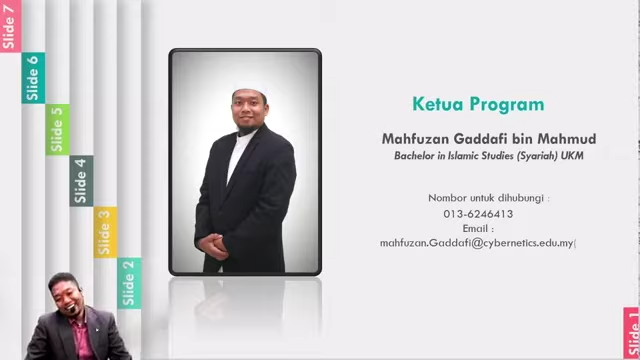 Slide 7
Slide 6
Slide 5
Slide 4
Slide 3
Slide 2
Ketua Program
Mahfuzan Gaddafi bin Mahmud
Bachelor in Islamic Studies (Syariah) UKM
Nombor untuk dihubungi :
013-6246413
Email :
mahfuzan.Gaddafi@cybernetics.edu.my(
Slide 1